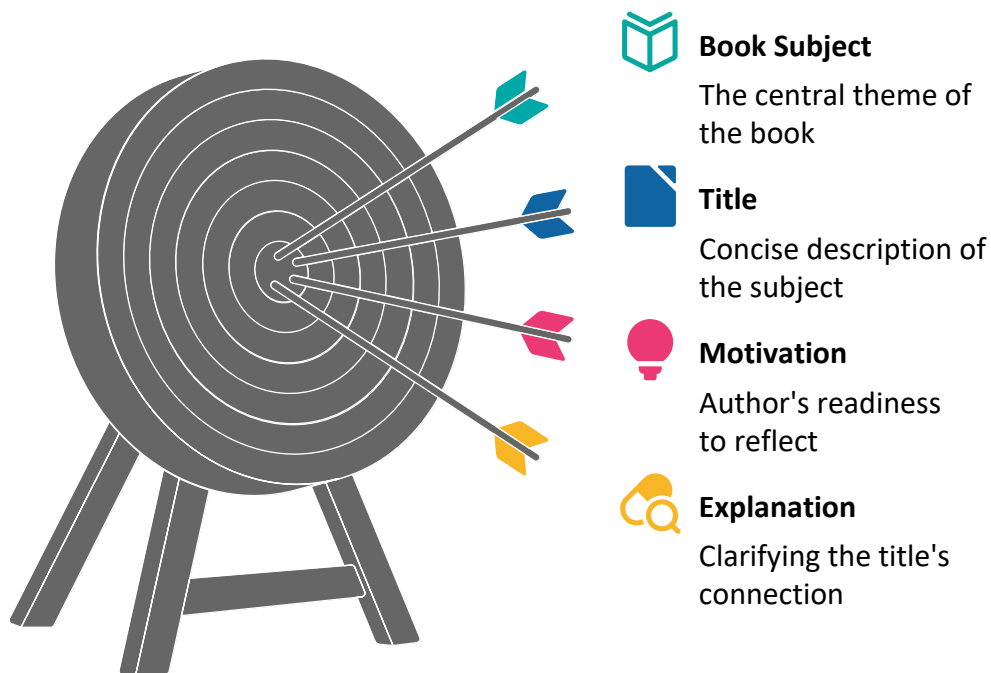 Book Subject
The central theme of
the book
Title
Concise description of
the subject
Motivation
Author's readiness
to reflect
Explanation
Clarifying the title's
connection